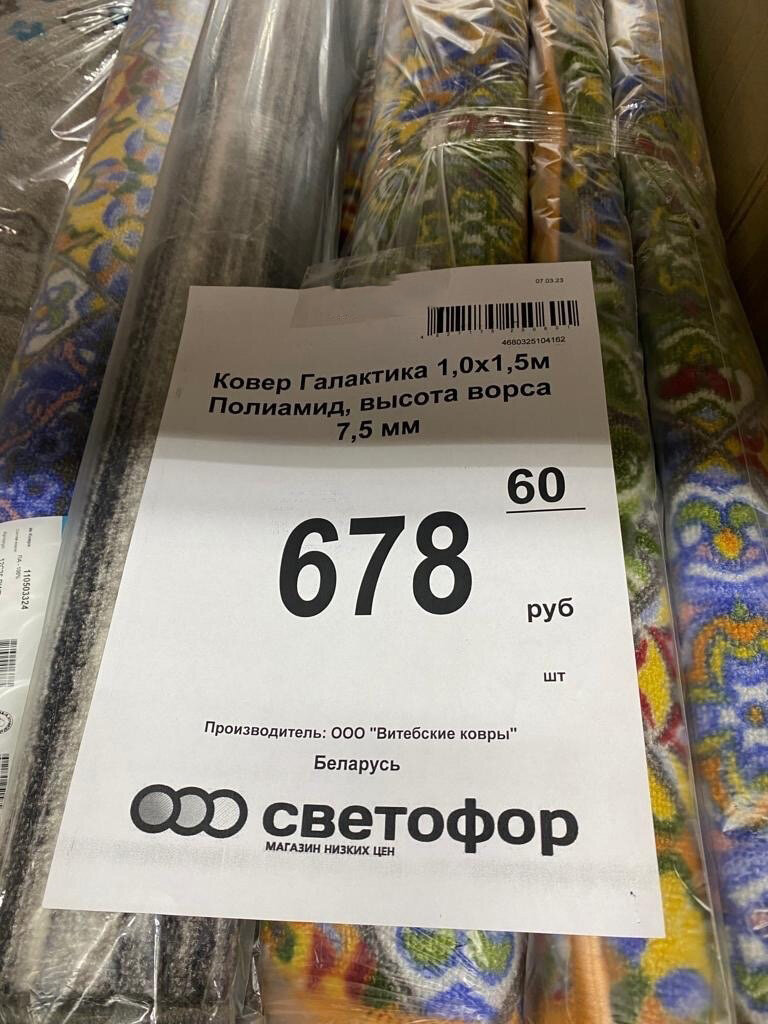 07.03.23
4680325104162
Ковер Галактика 1,0х1,5м
Полиамид, высота ворса
7,5 мм
678 60
руб
шт
Производитель: ООО "Витебские ковры"
Беларусь
светофор
МАГАЗИН НИЗКИХ ЦЕН
110503324